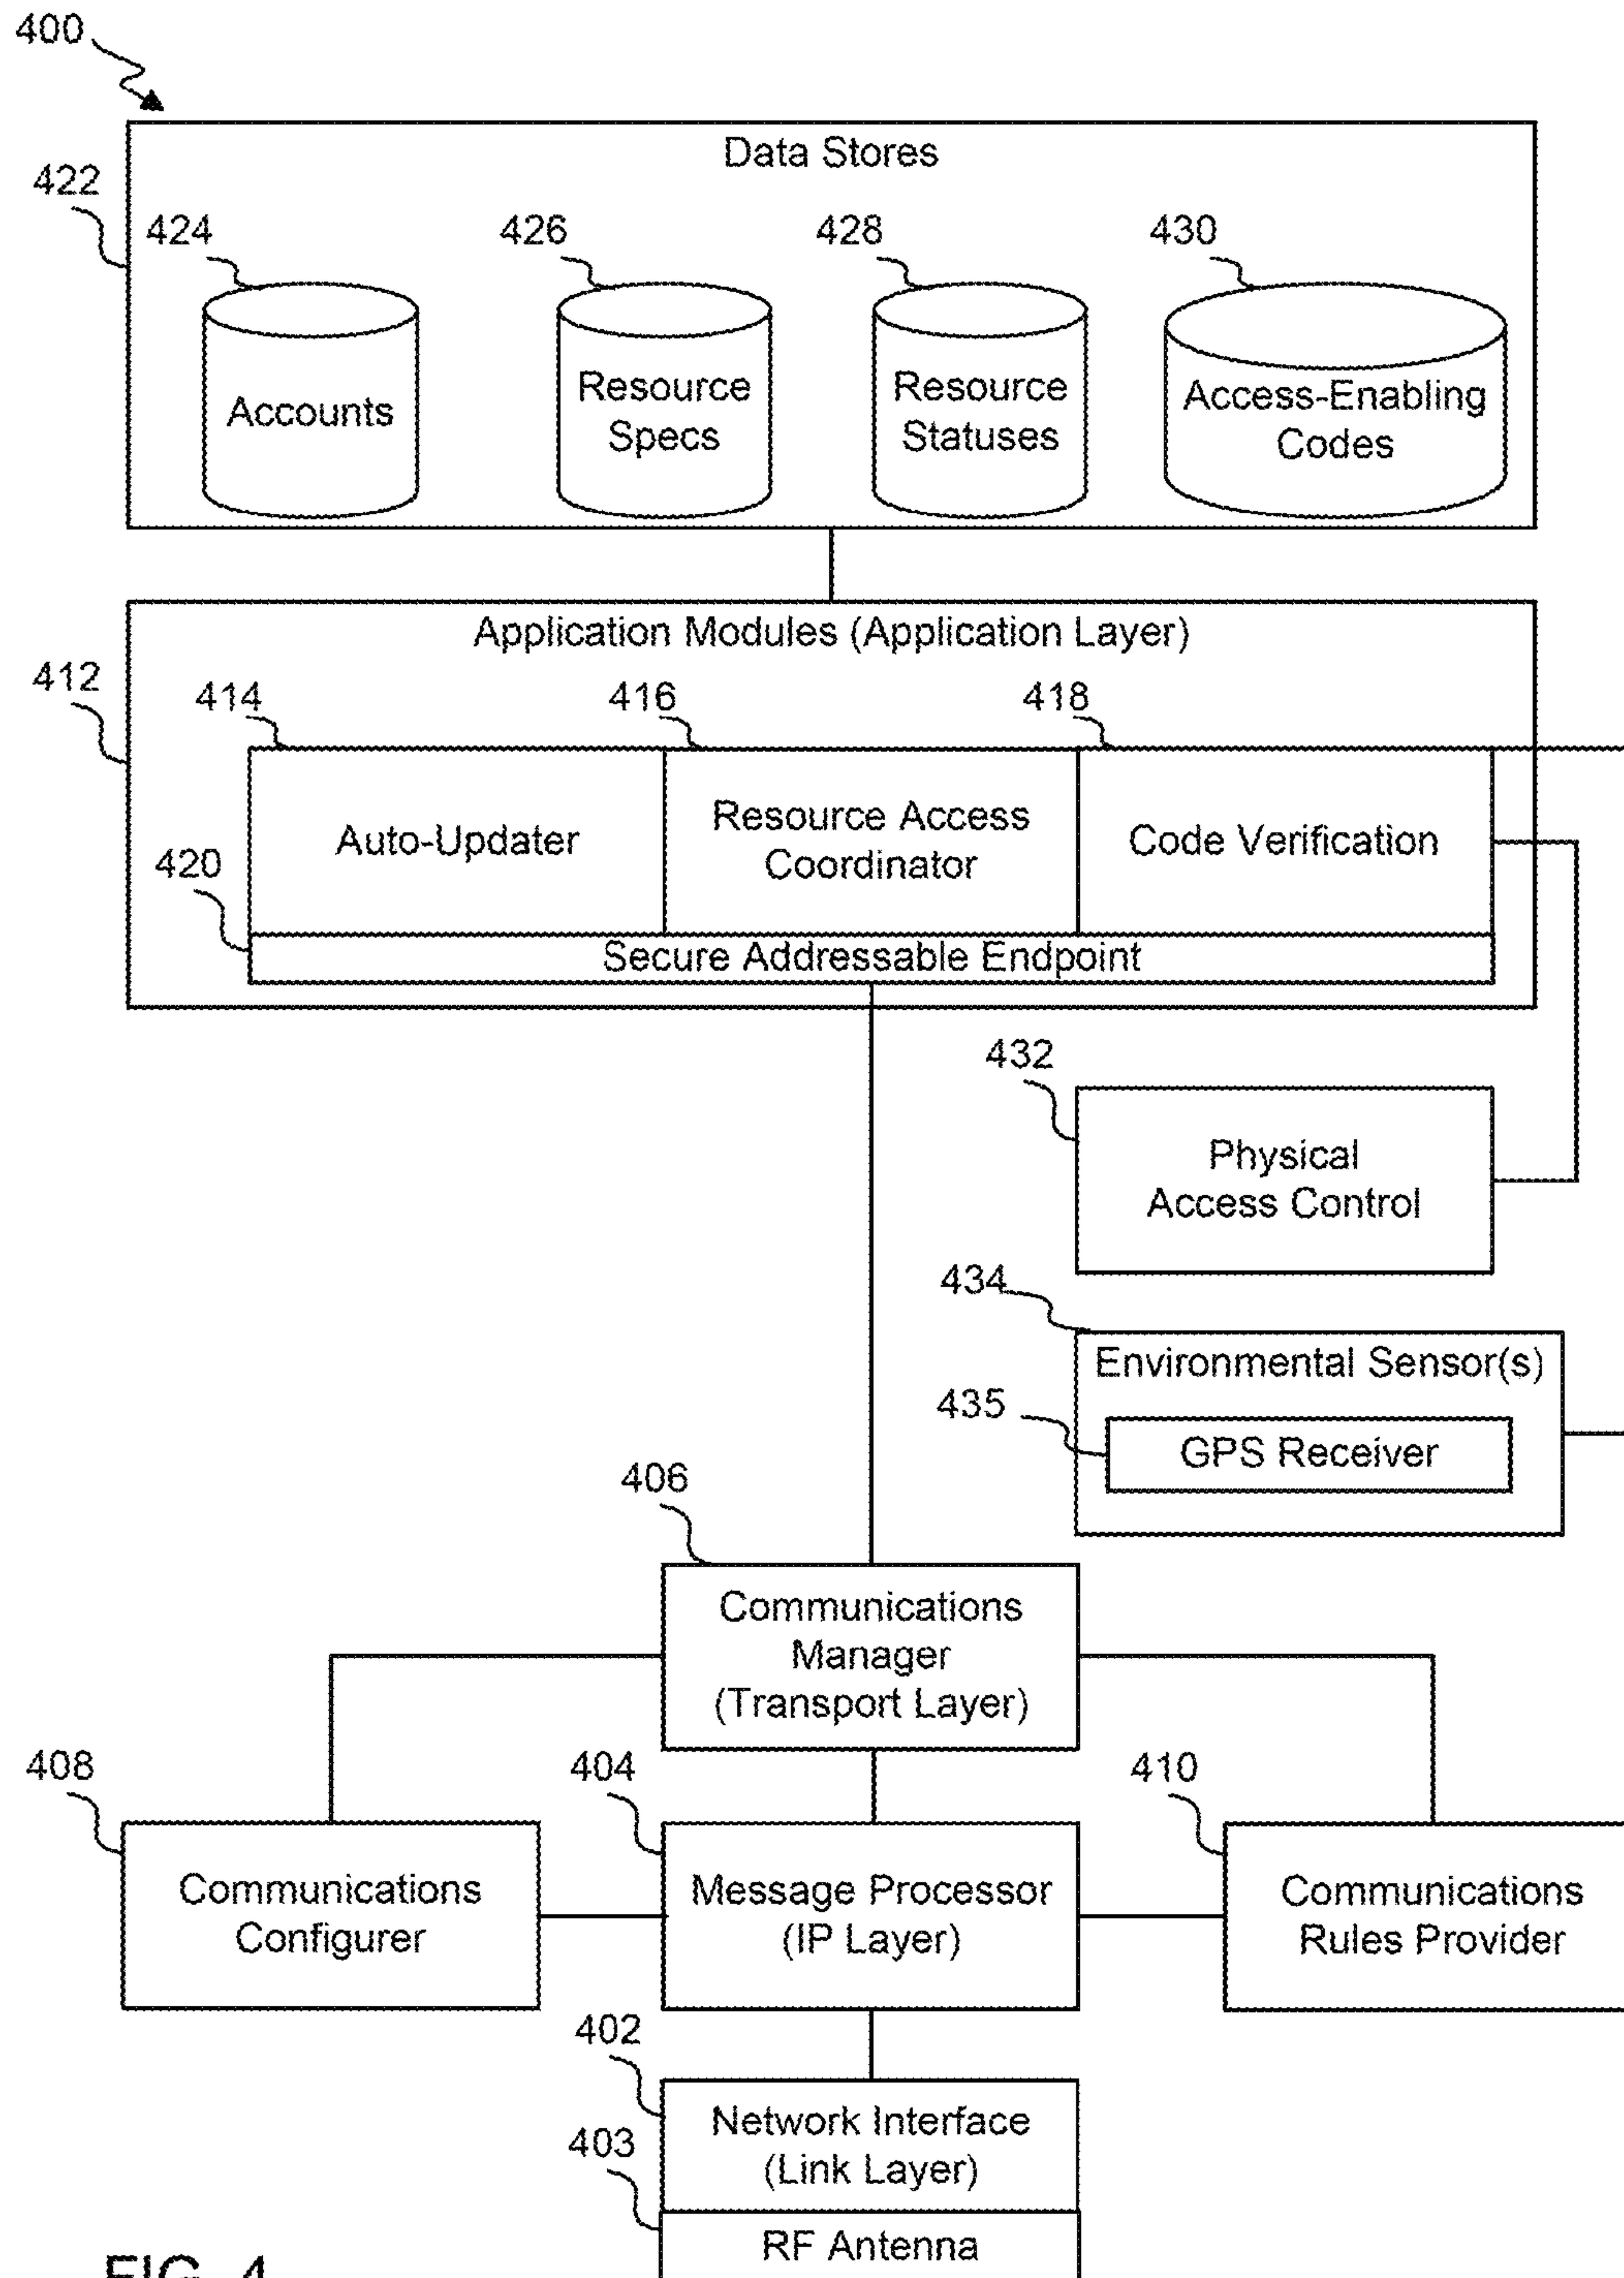 400
Data Stores
422
424
426
428
430
Accounts
Resource
Specs
Resource
Statuses
Access-Enabling
Codes
Application Modules (Application Layer)
412
414
416
418
Auto-Updater
Resource Access
Coordinator
Code Verification
420
Secure Addressable Endpoint
432
Physical
Access Control
434
Environmental Sensor(s)
435
GPS Receiver
406
Communications
Manager
(Transport Layer)
408
404
410
Communications
Configurer
Message Processor
(IP Layer)
Communications
Rules Provider
402
Network Interface
(Link Layer)
403
RF Antenna
FIG. 4